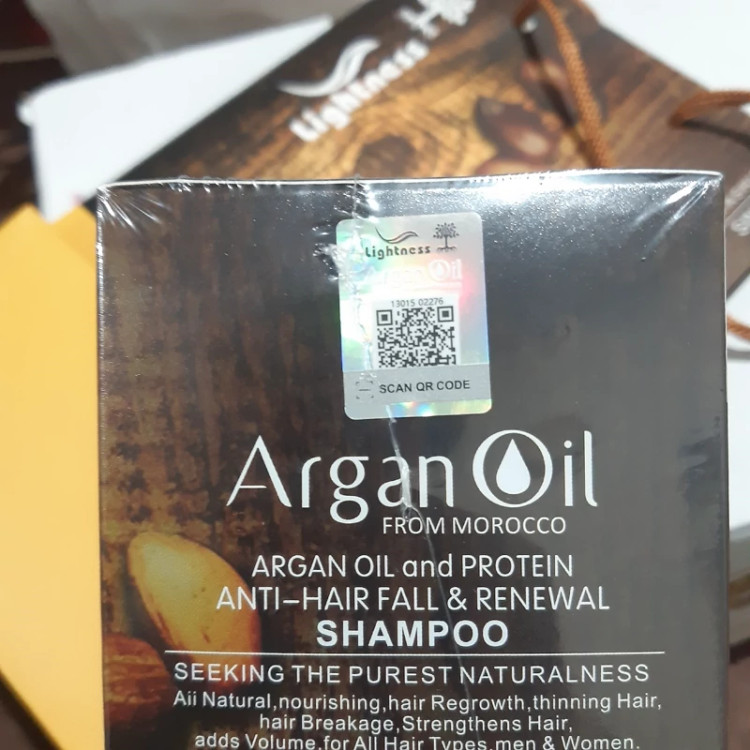 Lightness
Lightness
Argan Oil
13015 02276
SCAN QR CODE
Argan Oil
FROM MOROCCO
ARGAN OIL and PROTEIN
ANTI-HAIR FALL & RENEWAL
SHAMPOO
SEEKING THE PUREST NATURALNESS
Aii Natural,nourishing,hair Regrowth,thinning Hair,
hair Breakage,Strengthens Hair,
adds Volume,for All Hair Types,men & Women.